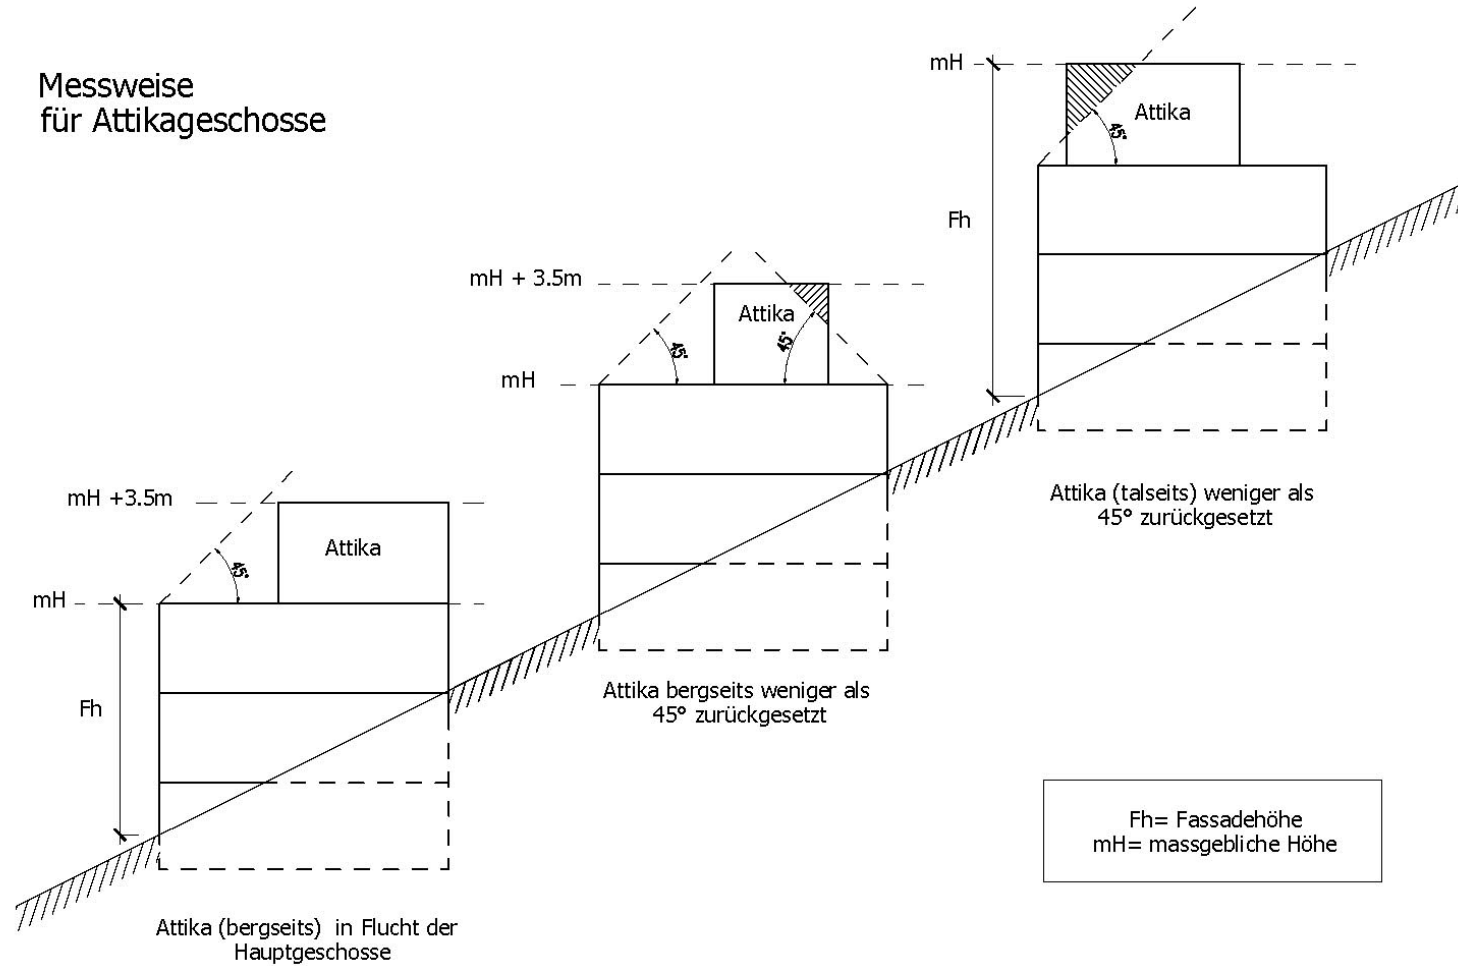 Messweise
für Attikageschosse
mH
Attika
45°
Fh
Attika (talseits) weniger als
45° zurückgesetzt
mH + 3.5m
Attika
45°
45°
mH
Attika bergseits weniger als
45° zurückgesetzt
mH +3.5m
Attika
45°
mH
Fh
Attika (bergseits) in Flucht der
Hauptgeschosse
Fh= Fassadehöhe
mH= massgebliche Höhe